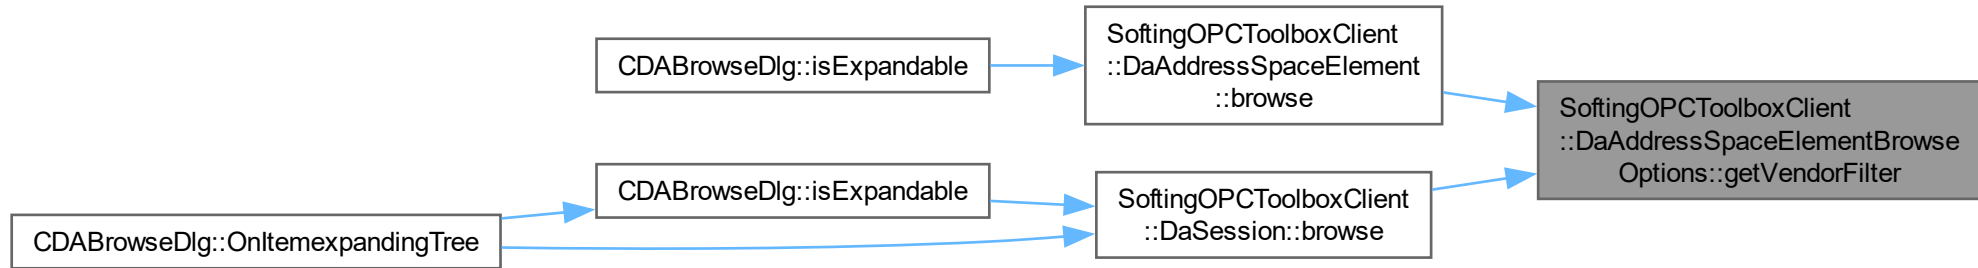 CDABrowseDlg::isExpandable
SoftingOPCToolboxClient
::DaAddressSpaceElement
::browse
SoftingOPCToolboxClient
::DaAddressSpaceElementBrowse
Options::getVendorFilter
CDABrowseDlg::isExpandable
SoftingOPCToolboxClient
::DaSession::browse
CDABrowseDlg::OnItemexpandingTree